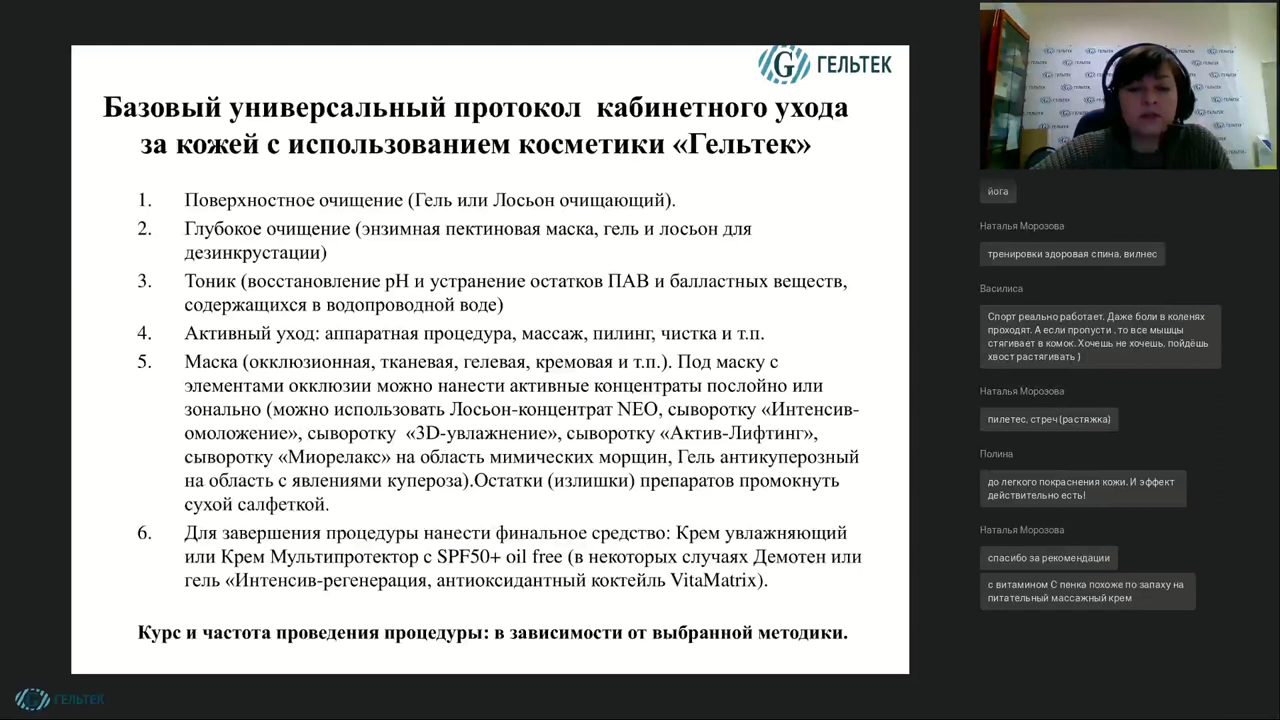 ГЕЛЬТЕК
Базовый универсальный протокол кабинетного ухода
за кожей с использованием косметики «Гельтек»
1. Поверхностное очищение (Гель или Лосьон очищающий).
2. Глубокое очищение (энзимная пектиновая маска, гель и лосьон для
дезинкрустации)
3. Тоник (восстановление pH и устранение остатков ПАВ и балластных веществ,
содержащихся в водопроводной воде)
4. Активный уход: аппаратная процедура, массаж, пилинг, чистка и т.п.
5. Маска (окклюзионная, тканевая, гелевая, кремовая и т.п.). Под маску с
элементами окклюзии можно нанести активные концентраты послойно или
зонально (можно использовать Лосьон-концентрат NEO, сыворотку «Интенсив-
омоложение», сыворотку «3D-увлажнение», сыворотку «Актив-Лифтинг»,
сыворотку «Миорелакс» на область мимических морщин, Гель антикуперозный
на область с явлениями купероза).Остатки (излишки) препаратов промокнуть
сухой салфеткой.
6. Для завершения процедуры нанести финальное средство: Крем увлажняющий
или Крем Мультипротектор с SPF50+ oil free (в некоторых случаях Демотен или
гель «Интенсив-регенерация, антиоксидантный коктейль VitaMatrix).
Курс и частота проведения процедуры: в зависимости от выбранной методики.
ГЕЛЬТЕК
йога
Наталья Морозова
тренировки здоровая спина. вилнес
Василиса
Спорт реально работает. Даже боли в коленях
проходят. А если пропусти , то все мышцы
стягивает в комок. Хочешь не хочешь, пойдёшь
хвост растягивать )
Наталья Морозова
пилетес, стреч (растяжка)
Полина
до легкого покраснения кожи. И эффект
действительно есть!
Наталья Морозова
спасибо за рекомендации
с витамином С пенка похоже по запаху на
питательный массажный крем